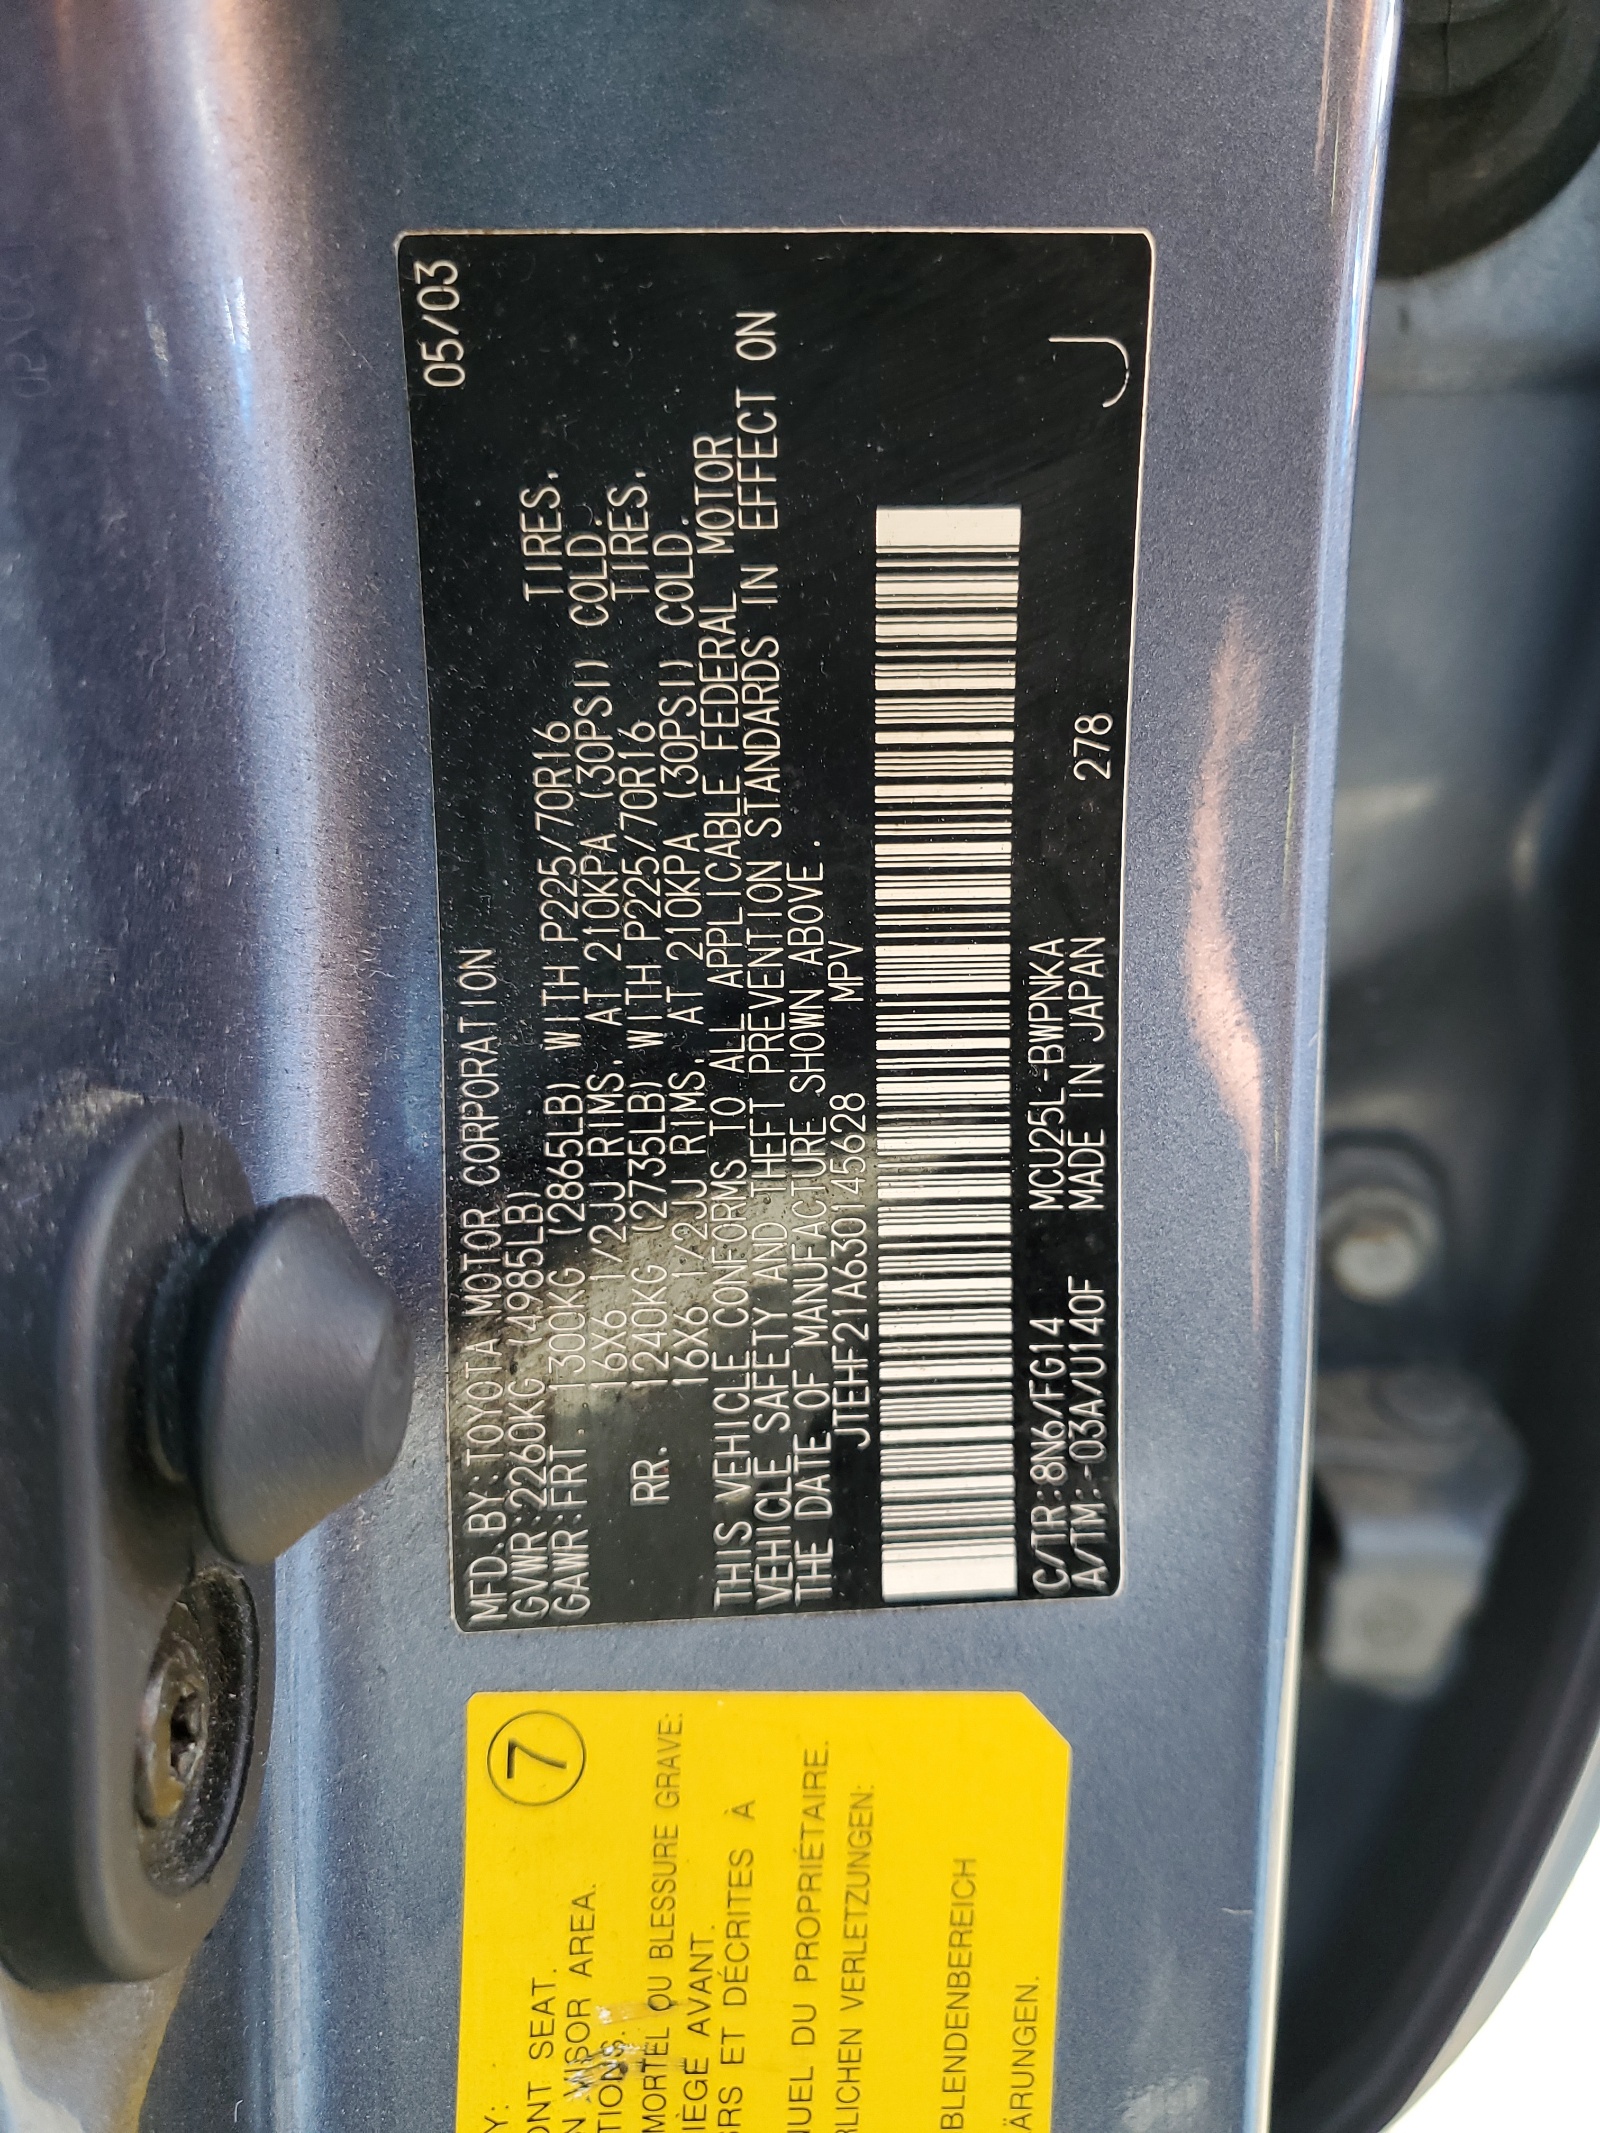 MFD.BY:TOYOTA MOTOR CORPORATION 05/03
GVWR:2260KG (4985LB)
GAWR:FRT. 1300KG (2865LB) WITH P225/70R16 TIRES,
16X6 1/2JJ RIMS, AT 210KPA (30PSI) COLD.
RR. 1240KG (2735LB) WITH P225/70R16 TIRES,
16X6 1/2JJ RIMS, AT 210KPA (30PSI) COLD.
THIS VEHICLE CONFORMS TO ALL APPLICABLE FEDERAL MOTOR
VEHICLE SAFETY AND THEFT PREVENTION STANDARDS IN EFFECT ON
THE DATE OF MANUFACTURE SHOWN ABOVE.
JTEHF21A630145628 MPV
C/TR:8N6/FG14 MCU25L-BWPNKA
A/TM:-03A/U140F MADE IN JAPAN 278 J
7
Y:
ONT SEAT.
N VISOR AREA.
TIONS.
MORTEL OU BLESSURE GRAVE:
IÈGE AVANT.
RS ET DÉCRITES À
NUEL DU PROPRIÉTAIRE.
RLICHEN VERLETZUNGEN:
BLENDENBEREICH
ÄRUNGEN.